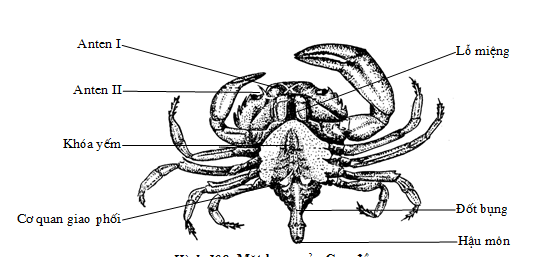 Anten I
Lỗ miệng
Anten II
Khóa yếm
Cơ quan giao phối
Đốt bụng
Hậu môn